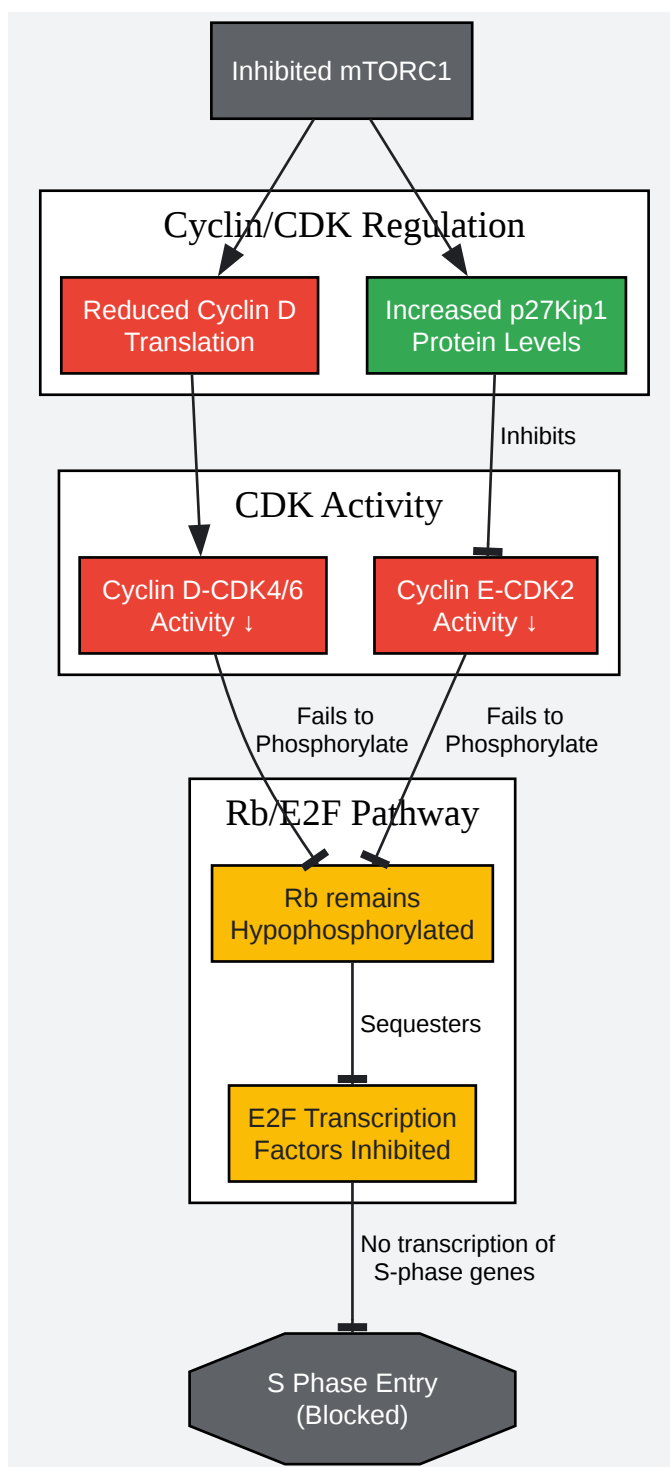 Inhibited mTORC1
Cyclin/CDK Regulation
Reduced Cyclin D
Translation
Increased p27Kip1
Protein Levels
Inhibits
CDK Activity
Cyclin D-CDK4/6
Activity ↓
Cyclin E-CDK2
Activity ↓
Fails to
Phosphorylate
Fails to
Phosphorylate
Rb/E2F Pathway
Rb remains
Hypophosphorylated
Sequesters
E2F Transcription
Factors Inhibited
No transcription of
S-phase genes
S Phase Entry
(Blocked)